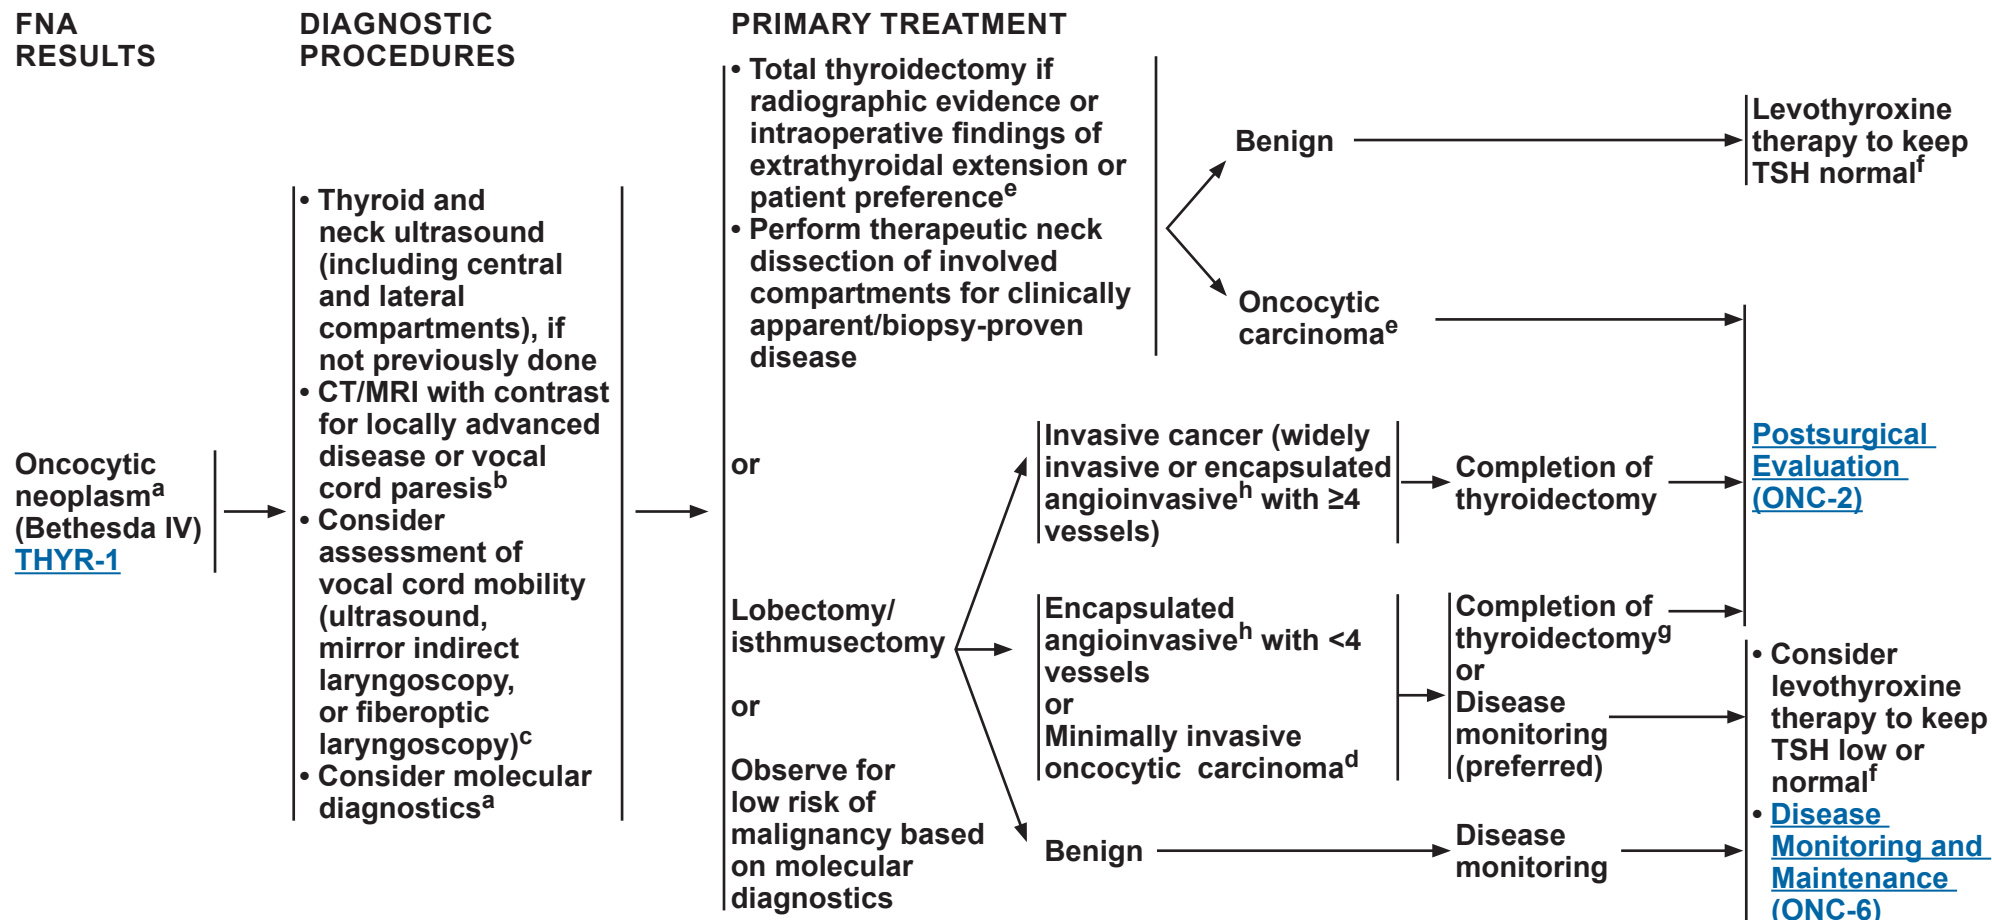 FNA
RESULTS
DIAGNOSTIC
PROCEDURES
PRIMARY TREATMENT
Oncocytic
neoplasmᵃ
(Bethesda IV)
THYR-1
• Thyroid and
neck ultrasound
(including central
and lateral
compartments), if
not previously done
• CT/MRI with contrast
for locally advanced
disease or vocal
cord paresisᵇ
• Consider
assessment of
vocal cord mobility
(ultrasound,
mirror indirect
laryngoscopy,
or fiberoptic
laryngoscopy)ᶜ
• Consider molecular
diagnosticsᵃ
• Total thyroidectomy if
radiographic evidence or
intraoperative findings of
extrathyroidal extension or
patient preferenceᵉ
• Perform therapeutic neck
dissection of involved
compartments for clinically
apparent/biopsy-proven
disease
or
Lobectomy/
isthmusectomy
or
Observe for
low risk of
malignancy based
on molecular
diagnostics
Benign
Levothyroxine
therapy to keep
TSH normalᶠ
Oncocytic
carcinomaᵉ
Invasive cancer (widely
invasive or encapsulated
angioinvasiveʰ with ≥4
vessels)
Completion of
thyroidectomy
Postsurgical
Evaluation
(ONC-2)
Encapsulated
angioinvasiveʰ with <4
vessels
or
Minimally invasive
oncocytic carcinomaᵈ
Completion of
thyroidectomyᵍ
or
Disease
monitoring
(preferred)
Benign
Disease
monitoring
• Consider
levothyroxine
therapy to keep
TSH low or
normalᶠ
• Disease
Monitoring and
Maintenance
(ONC-6)